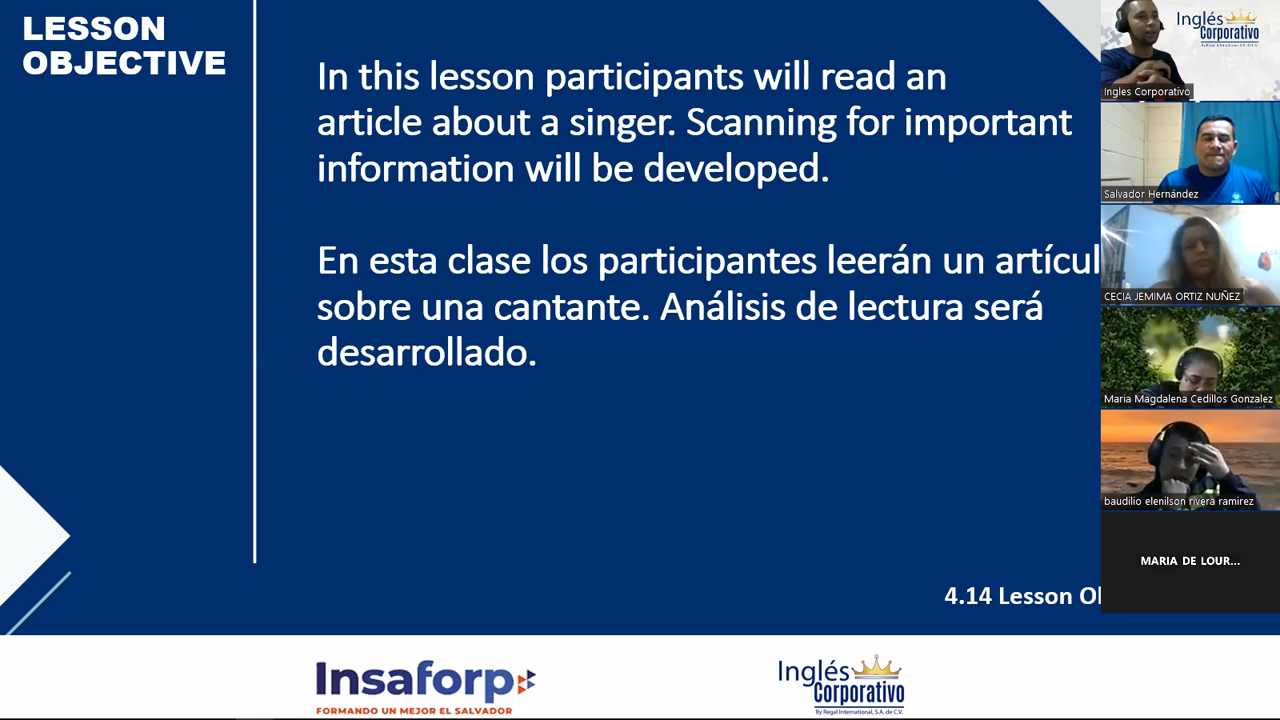 LESSON
OBJECTIVE
In this lesson participants will read an
article about a singer. Scanning for important
information will be developed.
En esta clase los participantes leerán un artícul
sobre una cantante. Análisis de lectura será
desarrollado.
4.14 Lesson Ol
Insaforp
FORMANDO UN MEJOR EL SALVADOR
Inglés
Corporativo
By Regal International, S.A. de C.V.
Inglés
Corporativo
Ingles Corporativo
Salvador Hernández
CECIA JEMIMA ORTIZ NUÑEZ
Maria Magdalena Cedillos Gonzalez
baudilio elenilson rivera ramirez
MARIA DE LOUR...